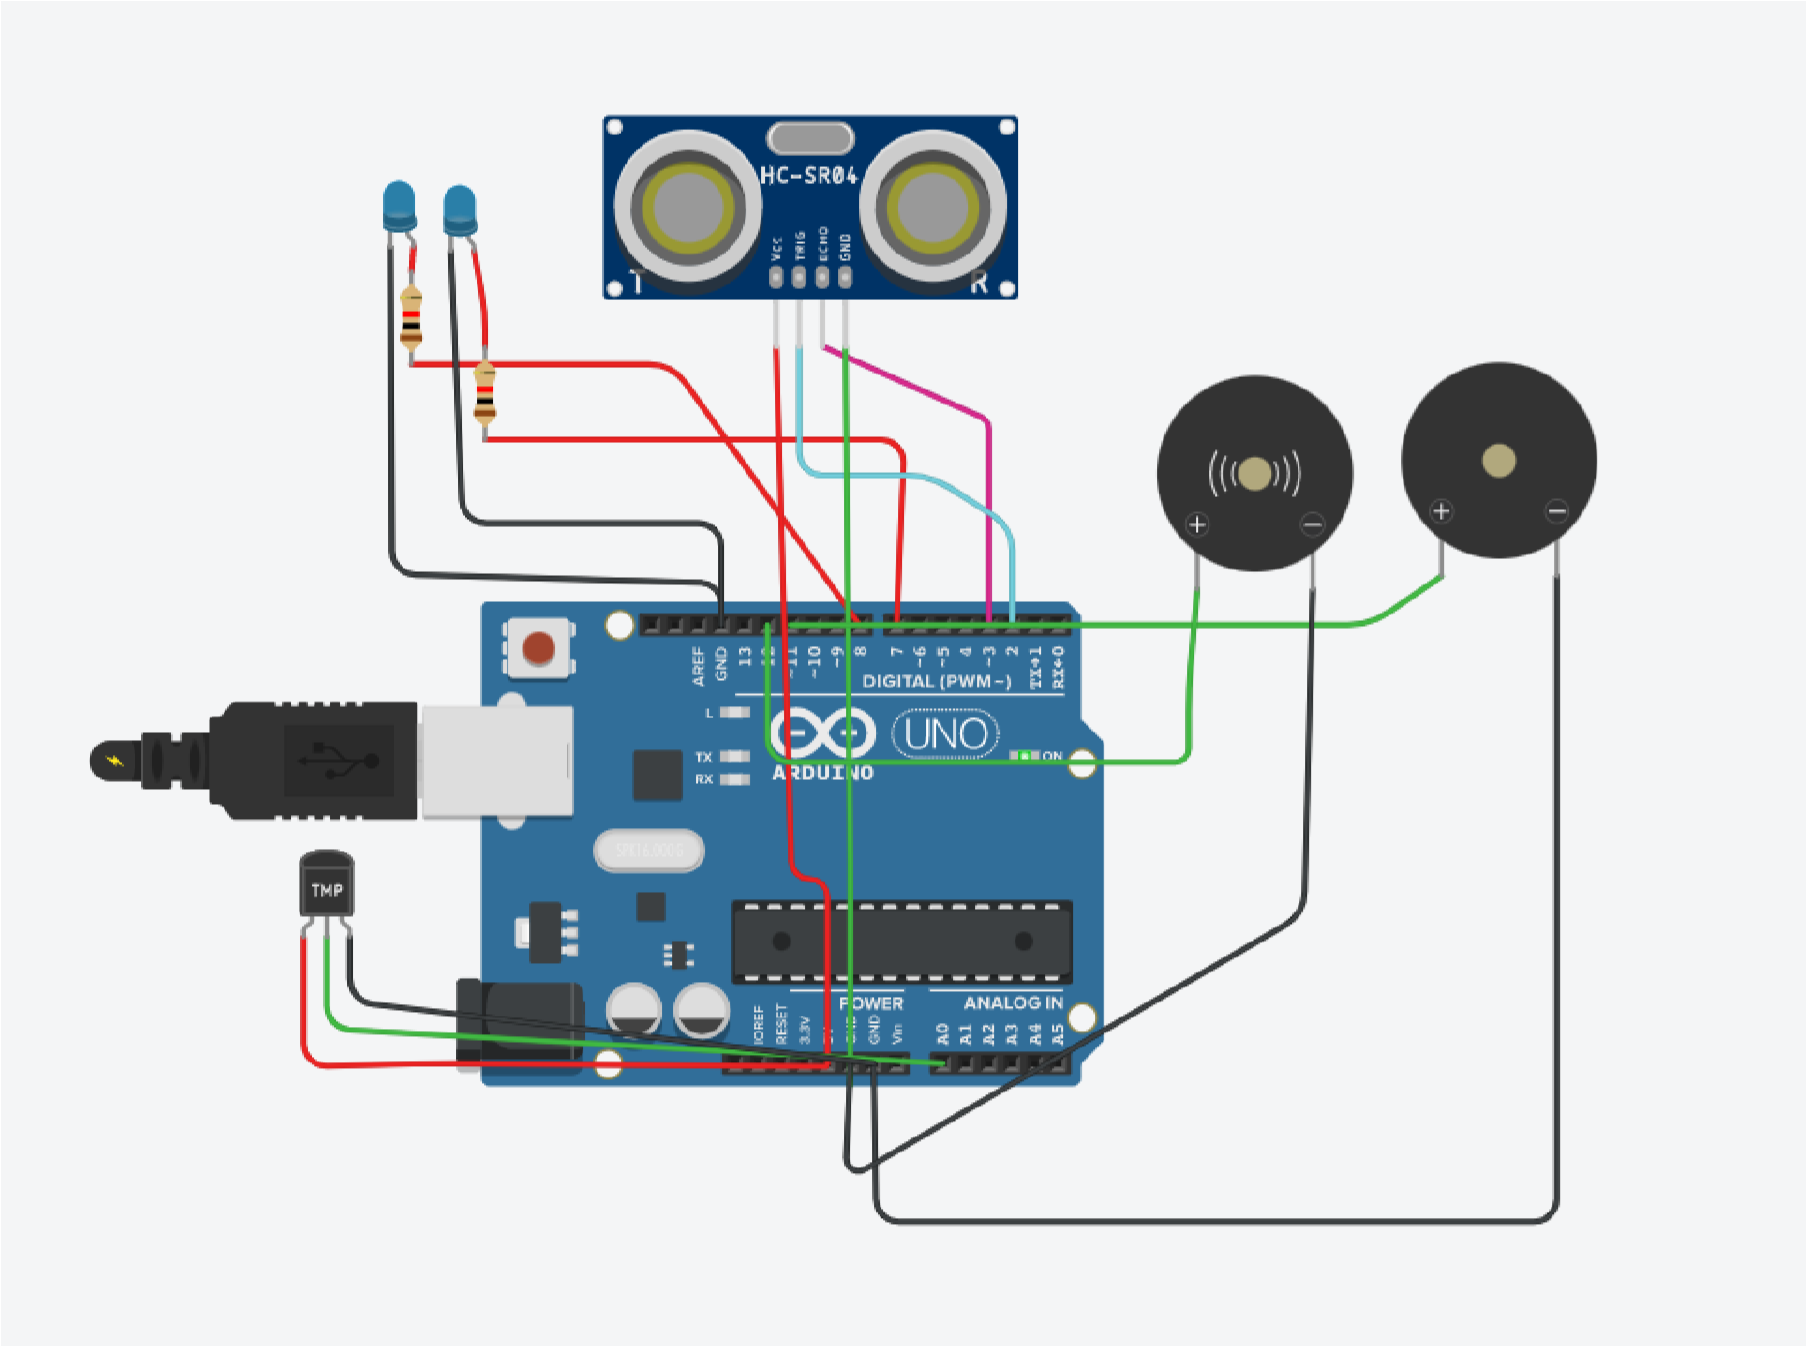 HC-SR04
VCC
TRIG
ECHO
GND
T
R
+
−
+
−
AREF
GND
13
~11
~10
~9
8
7
~6
~5
4
~3
2
TX→1
RX←0
DIGITAL (PWM~)
L
TX
RX
UNO
ON
ARDUINO
TMP
POWER
ANALOG IN
IOREF
RESET
3.3V
GND
GND
Vin
A0
A1
A2
A3
A4
A5